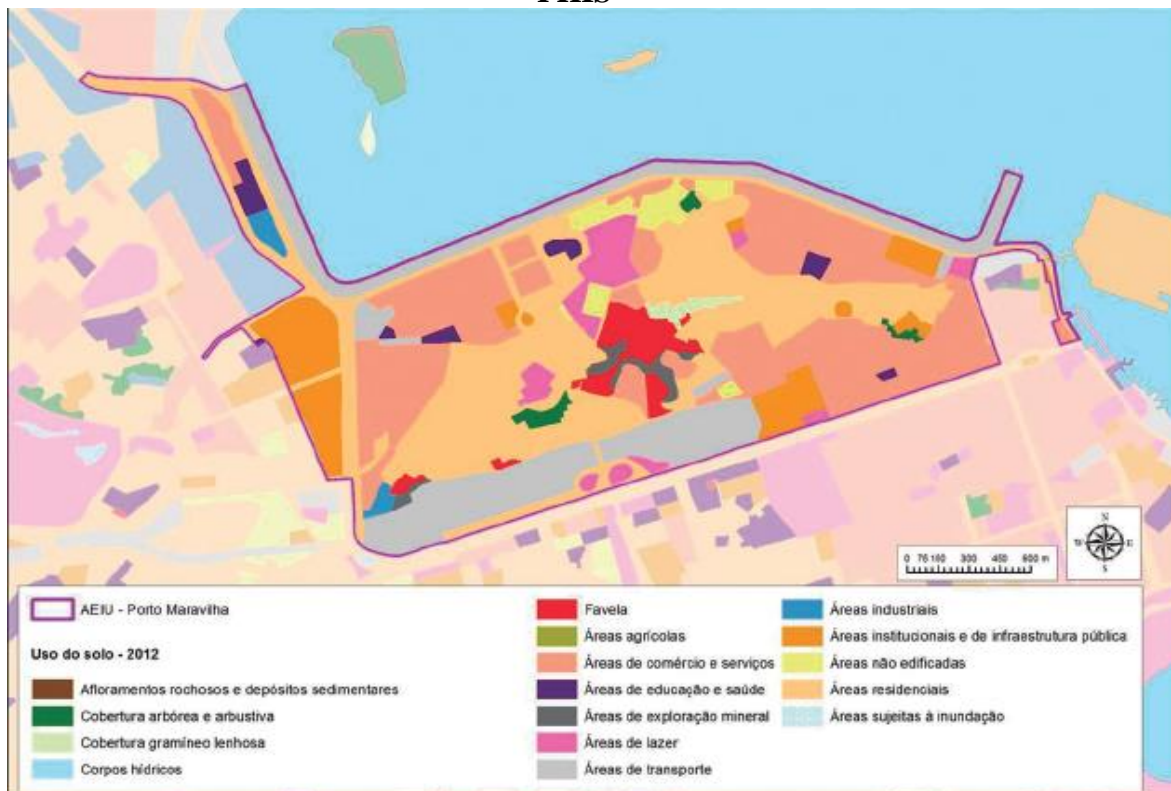 N
W E
S
0 75 150 300 450 600 m
AEIU - Porto Maravilha
Uso do solo - 2012
Afloramentos rochosos e depósitos sedimentares
Cobertura arbórea e arbustiva
Cobertura gramíneo lenhosa
Corpos hídricos
Favela
Áreas agrícolas
Áreas de comércio e serviços
Áreas de educação e saúde
Áreas de exploração mineral
Áreas de lazer
Áreas de transporte
Áreas industriais
Áreas institucionais e de infraestrutura pública
Áreas não edificadas
Áreas residenciais
Áreas sujeitas à inundação